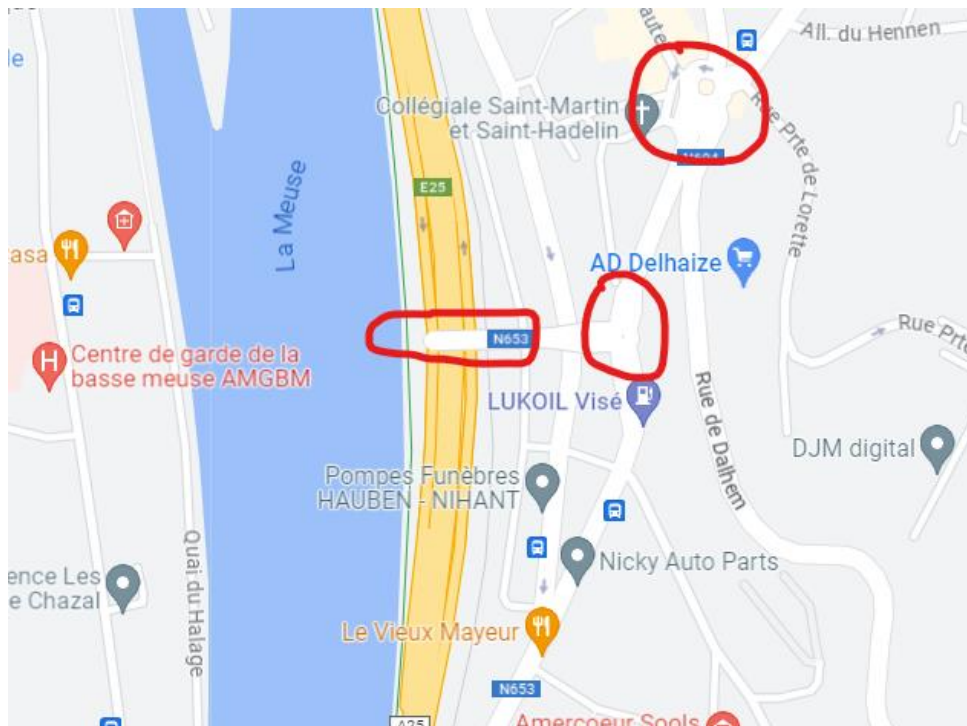 le
aute
All. du Hennen
Collégiale Saint-Martin
et Saint-Hadelin
Rue Prte de Lorette
N604
La Meuse
E25
asa
AD Delhaize
N653
Rue Prte
Centre de garde de la
basse meuse AMGBM
LUKOIL Visé
Rue de Dalhem
DJM digital
Pompes Funèbres
HAUBEN - NIHANT
Quai du Halage
Nicky Auto Parts
ence Les
e Chazal
Le Vieux Mayeur
N653
A25
Amercoeur Sools